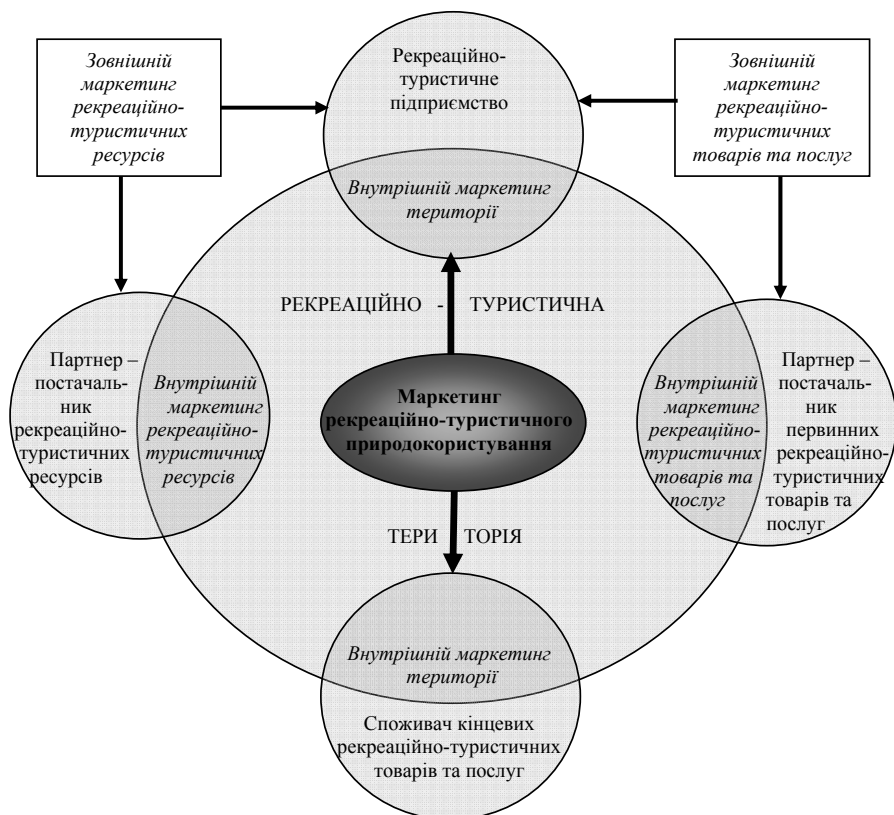 Зовнішній
маркетинг
рекреаційно-
туристичних
ресурсів
Рекреаційно-
туристичне
підприємство
Зовнішній
маркетинг
рекреаційно-
туристичних
товарів та послуг
Внутрішній маркетинг
території
РЕКРЕАЦІЙНО - ТУРИСТИЧНА
Партнер –
постачаль-
ник
рекреаційно-
туристичних
ресурсів
Внутрішній
маркетинг
рекреаційно-
туристичних
ресурсів
Маркетинг
рекреаційно-туристичного
природокористування
Внутрішній
маркетинг
рекреаційно-
туристичних
товарів та
послуг
Партнер –
постачаль-
ник
первинних
рекреаційно-
туристичних
товарів та
послуг
ТЕРИ ТОРІЯ
Внутрішній маркетинг
території
Споживач кінцевих
рекреаційно-туристичних
товарів та послуг